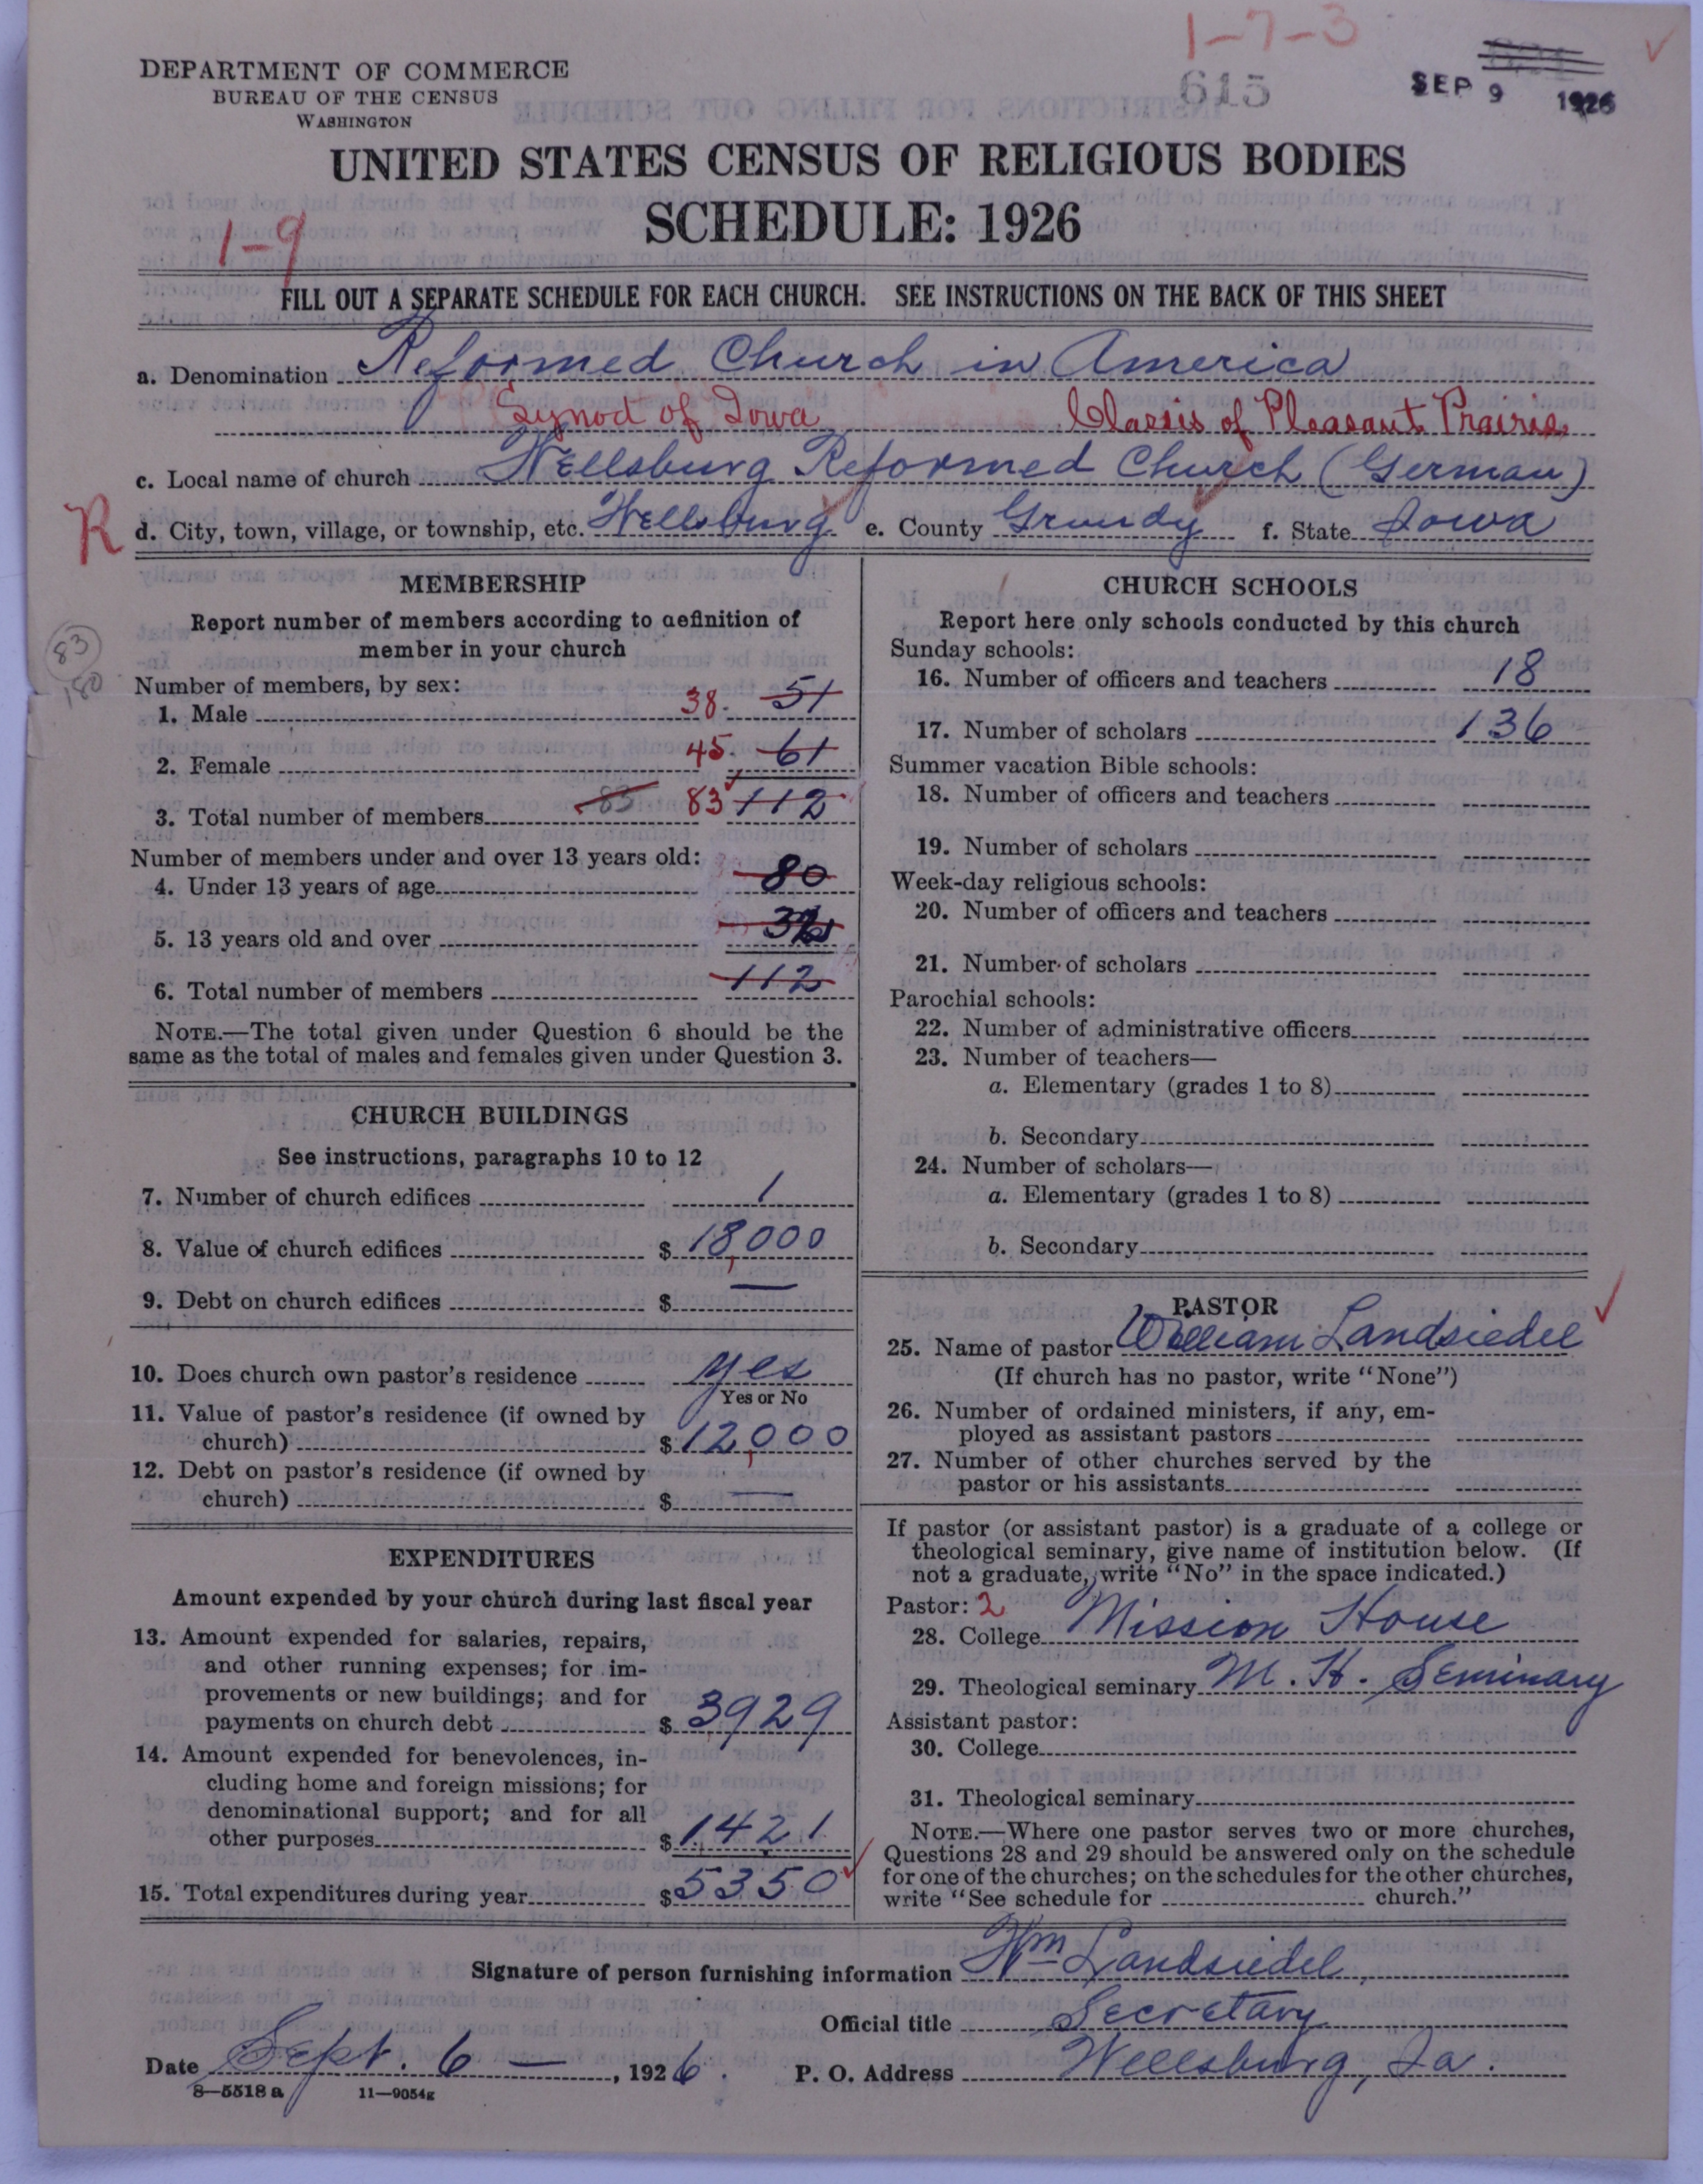 1-7-3
DEPARTMENT OF COMMERCE
BUREAU OF THE CENSUS
WASHINGTON
615
SEP 9 1926
UNITED STATES CENSUS OF RELIGIOUS BODIES
SCHEDULE: 1926
1-9
FILL OUT A SEPARATE SCHEDULE FOR EACH CHURCH. SEE INSTRUCTIONS ON THE BACK OF THIS SHEET
a. Denomination Reformed Church in America
Synod of Iowa Classis of Pleasant Prairie
c. Local name of church Wellsburg Reformed Church (German)
R
d. City, town, village, or township, etc. Wellsburg e. County Grundy f. State Iowa
MEMBERSHIP
Report number of members according to definition of
member in your church
83
180
Number of members, by sex:
1. Male 38. 51
2. Female 45. 61
3. Total number of members 83 83 112
Number of members under and over 13 years old:
4. Under 13 years of age 80
5. 13 years old and over
6. Total number of members 112
NOTE.—The total given under Question 6 should be the
same as the total of males and females given under Question 3.
CHURCH BUILDINGS
See instructions, paragraphs 10 to 12
7. Number of church edifices 1
8. Value of church edifices $ 18,000
9. Debt on church edifices $ —
10. Does church own pastor's residence yes
Yes or No
11. Value of pastor's residence (if owned by
church) $ 12,000
12. Debt on pastor's residence (if owned by
church) $ —
EXPENDITURES
Amount expended by your church during last fiscal year
13. Amount expended for salaries, repairs,
and other running expenses; for im-
provements or new buildings; and for
payments on church debt $ 3929
14. Amount expended for benevolences, in-
cluding home and foreign missions; for
denominational support; and for all
other purposes $ 1421
15. Total expenditures during year $ 5350
CHURCH SCHOOLS
Report here only schools conducted by this church
Sunday schools:
16. Number of officers and teachers 18
17. Number of scholars 136
Summer vacation Bible schools:
18. Number of officers and teachers
19. Number of scholars
Week-day religious schools:
20. Number of officers and teachers
21. Number of scholars
Parochial schools:
22. Number of administrative officers
23. Number of teachers—
a. Elementary (grades 1 to 8)
b. Secondary
24. Number of scholars—
a. Elementary (grades 1 to 8)
b. Secondary
PASTOR
25. Name of pastor William Landsiedel
(If church has no pastor, write "None")
26. Number of ordained ministers, if any, em-
ployed as assistant pastors
27. Number of other churches served by the
pastor or his assistants
If pastor (or assistant pastor) is a graduate of a college or
theological seminary, give name of institution below. (If
not a graduate, write "No" in the space indicated.)
Pastor: 2
28. College Mission House
29. Theological seminary M. H. Seminary
Assistant pastor:
30. College
31. Theological seminary
NOTE.—Where one pastor serves two or more churches,
Questions 28 and 29 should be answered only on the schedule
for one of the churches; on the schedules for the other churches,
write "See schedule for church."
Signature of person furnishing information Wm Landsiedel
Official title Secretary
Date Sept. 6 — , 1926. P. O. Address Wellsburg, Ia.
8—5518 a 11—9054g